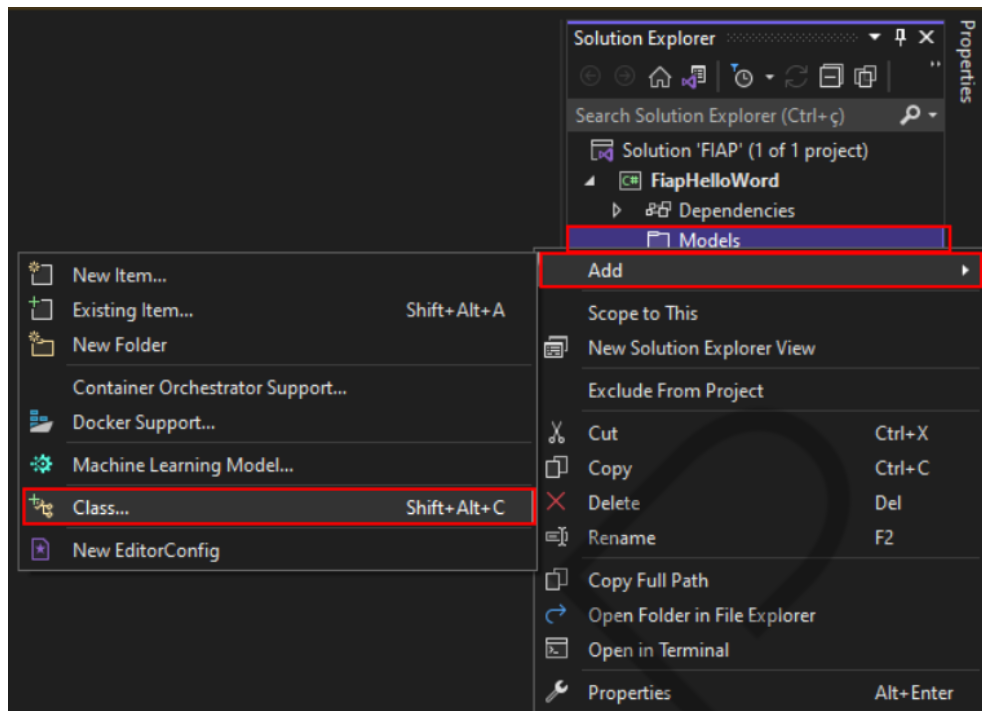 Solution Explorer
Properties
Search Solution Explorer (Ctrl+ç)
Solution 'FIAP' (1 of 1 project)
C# FiapHelloWord
Dependencies
Models
Add
Scope to This
New Solution Explorer View
Exclude From Project
Cut Ctrl+X
Copy Ctrl+C
Delete Del
Rename F2
Copy Full Path
Open Folder in File Explorer
Open in Terminal
Properties Alt+Enter
New Item...
Existing Item... Shift+Alt+A
New Folder
Container Orchestrator Support...
Docker Support...
Machine Learning Model...
Class... Shift+Alt+C
New EditorConfig